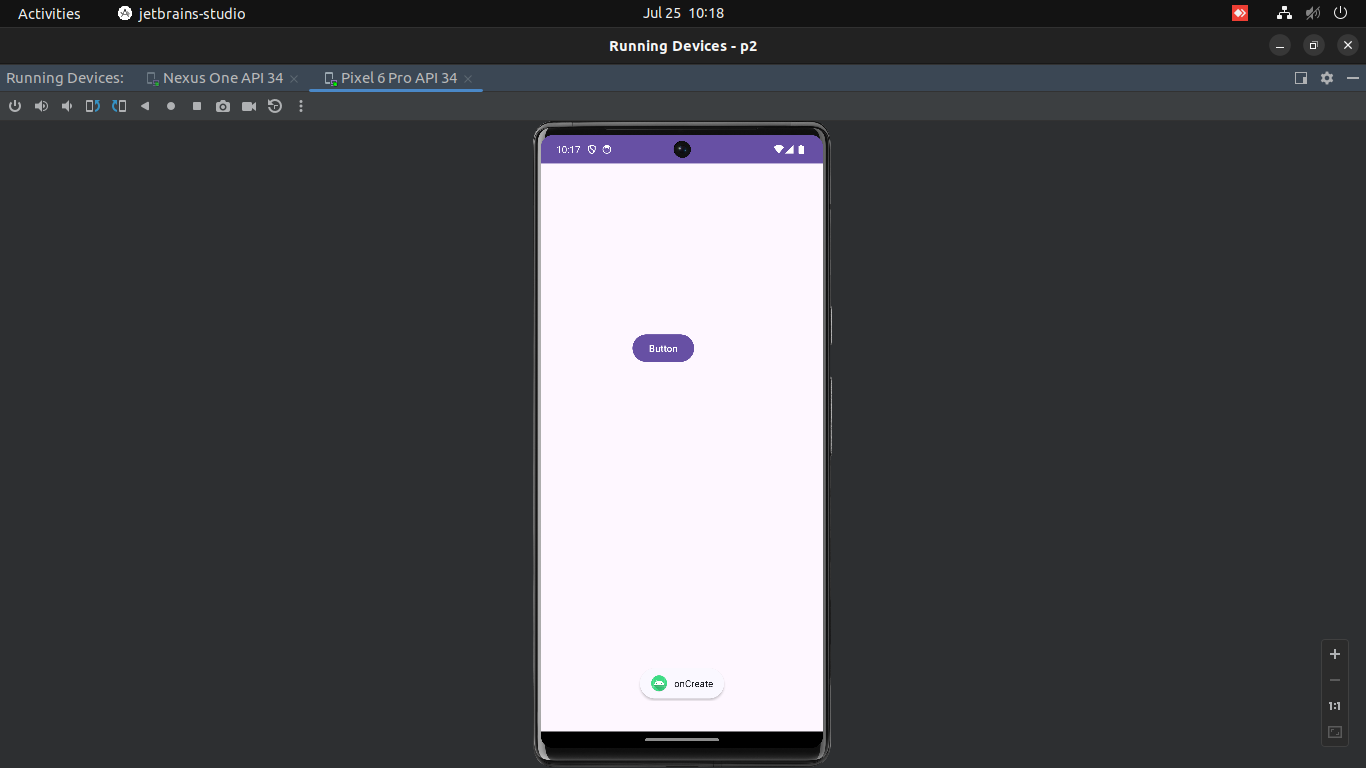 Activities jetbrains-studio Jul 25 10:18
Running Devices - p2
Running Devices: Nexus One API 34 Pixel 6 Pro API 34
10:17
Button
onCreate
1:1